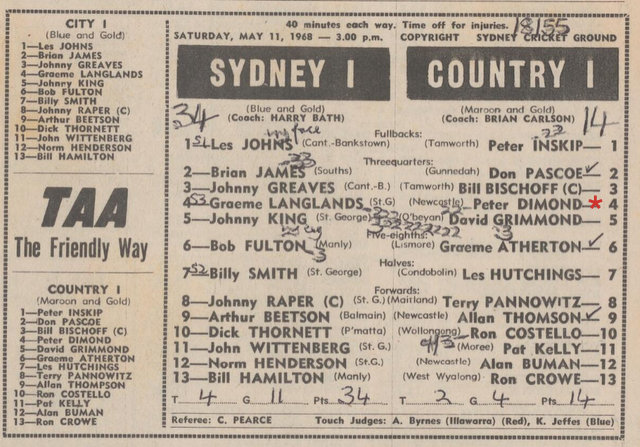 CITY I
(Blue and Gold)
1—Les JOHNS
2—Brian JAMES
3—Johnny GREAVES
4—Graeme LANGLANDS
5—Johnny KING
6—Bob FULTON
7—Billy SMITH
8—Johnny RAPER (C)
9—Arthur BEETSON
10—Dick THORNETT
11—John WITTENBERG
12—Norm HENDERSON
13—Bill HAMILTON
TAA
The Friendly Way
COUNTRY I
(Maroon and Gold)
1—Peter INSKIP
2—Don PASCOE
3—Bill BISCHOFF (C)
4—Peter DIMOND
5—David GRIMMOND
6—Graeme ATHERTON
7—Les HUTCHINGS
8—Terry PANNOWITZ
9—Allan THOMPSON
10—Ron COSTELLO
11—Pat KELLY
12—Alan BUMAN
13—Ron CROWE
40 minutes each way. Time off for injuries. 18/55
SATURDAY, MAY 11, 1968 — 3.00 p.m. COPYRIGHT SYDNEY CRICKET GROUND
SYDNEY I COUNTRY I
34 (Blue and Gold) (Maroon and Gold) 14
(Coach: HARRY BATH) (Coach: BRIAN CARLSON)
Fullbacks:
1—Les JOHNS (Cant.-Bankstown) (Tamworth) Peter INSKIP— 1
Threequarters:
2—Brian JAMES (Souths) (Gunnedah) Don PASCOE— 2
3—Johnny GREAVES (Cant.-B.) (Tamworth) Bill BISCHOFF (C)— 3
4—Graeme LANGLANDS (St.G) (Newcastle) Peter DIMOND * 4
5—Johnny KING (St. George) (Q'beyan) David GRIMMOND— 5
Five-eighths:
6—Bob FULTON (Manly) (Lismore) Graeme ATHERTON— 6
Halves:
7—Billy SMITH (St. George) (Condobolin) Les HUTCHINGS— 7
Forwards:
8—Johnny RAPER (C) (St. G.) (Maitland) Terry PANNOWITZ— 8
9—Arthur BEETSON (Balmain) (Newcastle) Allan THOMSON— 9
10—Dick THORNETT (P'matta) (Wollongong) Ron COSTELLO—10
11—John WITTENBERG (St. G.) (Moree) Pat KELLY—11
12—Norm HENDERSON (St.G.) (Newcastle) Alan BUMAN—12
13—Bill HAMILTON (Manly) (West Wyalong) Ron CROWE—13
T 4 G 11 Pts 34 T 2 G 4 Pts 14
Referee: C. PEARCE Touch Judges: A. Byrnes (Illawarra) (Red), K. Jeffes (Blue)